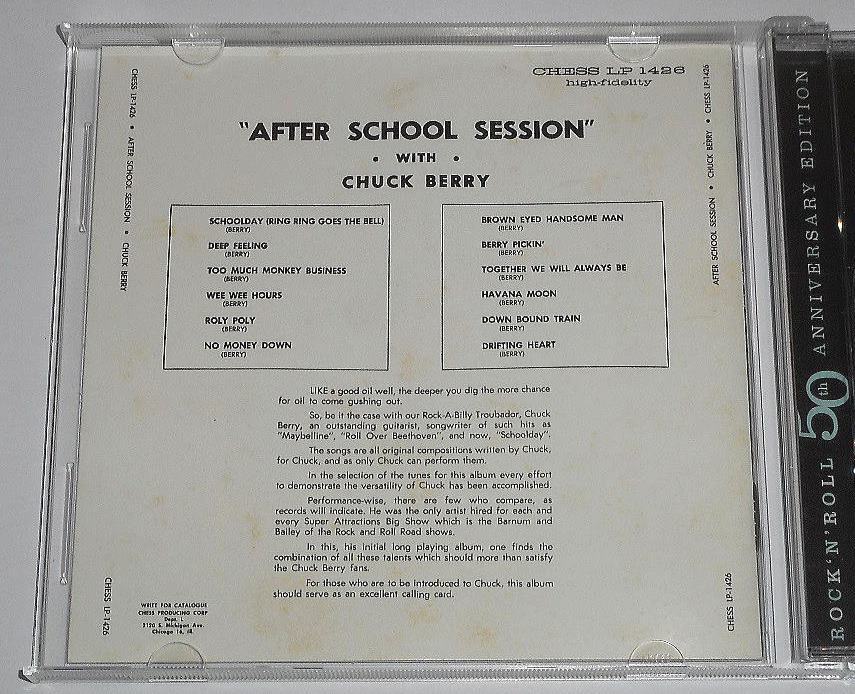 CHESS LP 1426
high-fidelity
"AFTER SCHOOL SESSION"
• WITH •
CHUCK BERRY
SCHOOLDAY (RING RING GOES THE BELL)
(BERRY)
DEEP FEELING
(BERRY)
TOO MUCH MONKEY BUSINESS
(BERRY)
WEE WEE HOURS
(BERRY)
ROLY POLY
(BERRY)
NO MONEY DOWN
(BERRY)
BROWN EYED HANDSOME MAN
(BERRY)
BERRY PICKIN'
(BERRY)
TOGETHER WE WILL ALWAYS BE
(BERRY)
HAVANA MOON
(BERRY)
DOWN BOUND TRAIN
(BERRY)
DRIFTING HEART
(BERRY)
LIKE a good oil well, the deeper you dig the more chance
for oil to come gushing out.
So, be it the case with our Rock-A-Billy Troubador, Chuck
Berry, an outstanding guitarist, songwriter of such hits as
"Maybelline", "Roll Over Beethoven", and now, "Schoolday".
The songs are all original compositions written by Chuck,
for Chuck, and as only Chuck can perform them.
In the selection of the tunes for this album every effort
to demonstrate the versatility of Chuck has been accomplished.
Performance-wise, there are few who compare, as
records will indicate. He was the only artist hired for each and
every Super Attractions Big Show which is the Barnum and
Bailey of the Rock and Roll Road shows.
In this, his initial long playing album, one finds the
combination of all these talents which should more than satisfy
the Chuck Berry fans.
For those who are to be introduced to Chuck, this album
should serve as an excellent calling card.
WRITE FOR CATALOGUE
CHESS PRODUCING CORP
Dept. L
2120 S. Michigan Ave.
Chicago 16, Ill.
CHESS LP-1426 • AFTER SCHOOL SESSION • CHUCK BERRY
CHESS LP-1426
AFTER SCHOOL SESSION • CHUCK BERRY • CHESS LP-1426
CHESS LP-1426
ROCK'N'ROLL 50th ANNIVERSARY EDITION